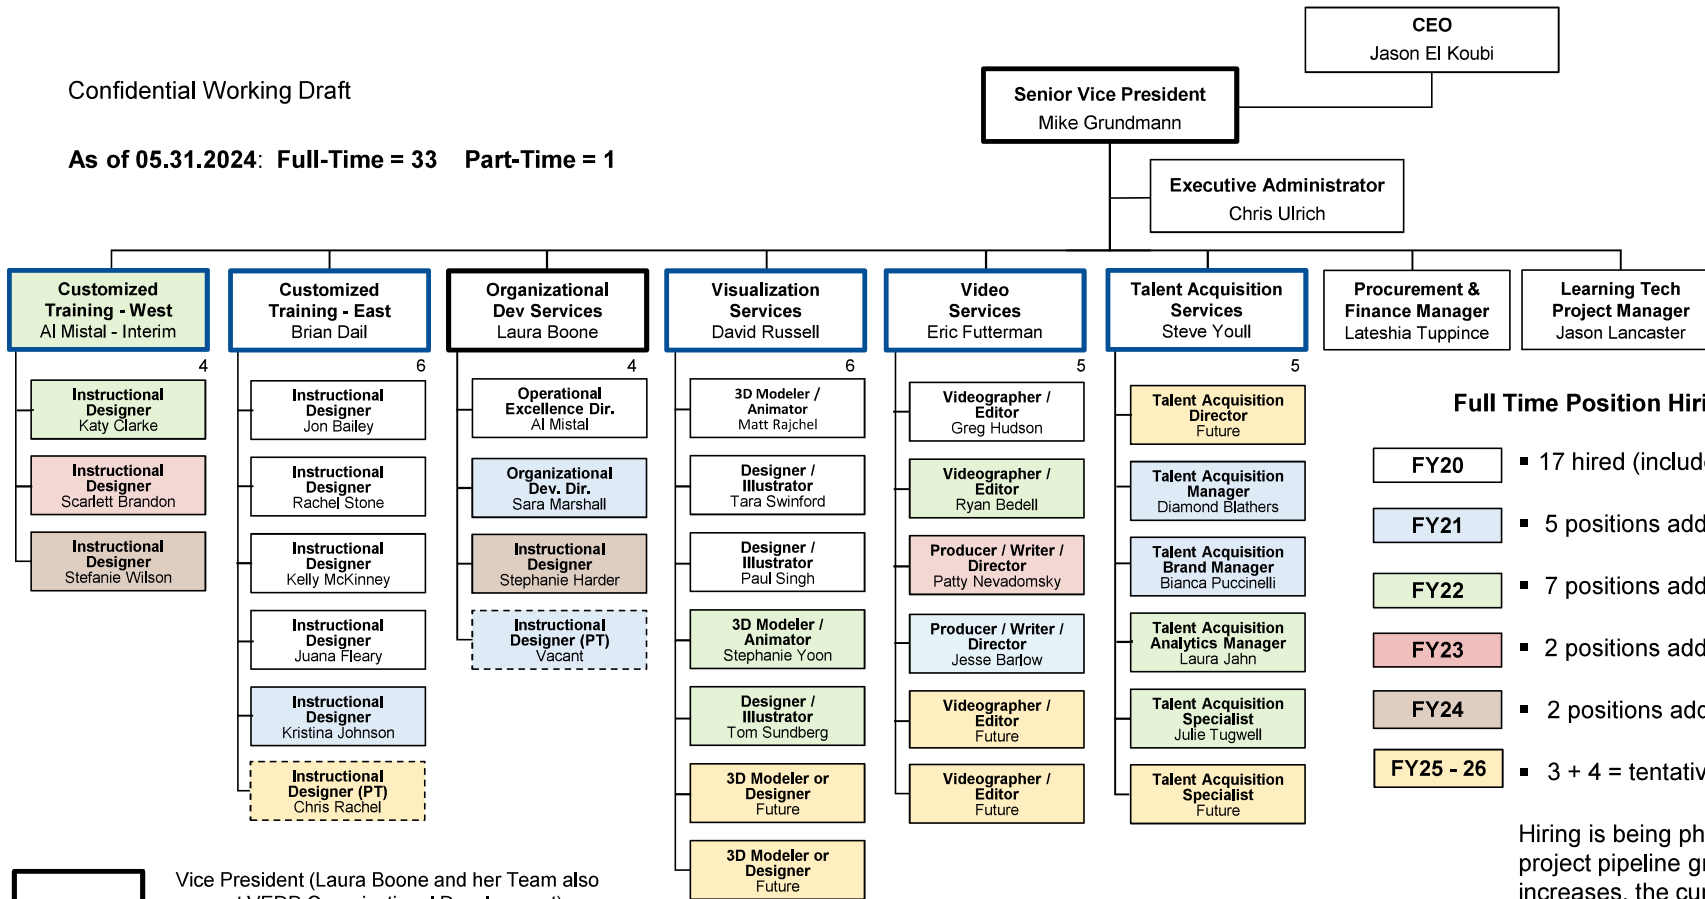 CEO
Jason El Koubi
Confidential Working Draft
Senior Vice President
Mike Grundmann
As of 05.31.2024: Full-Time = 33 Part-Time = 1
Executive Administrator
Chris Ulrich
Customized
Training - West
Al Mistal - Interim
4
Instructional
Designer
Katy Clarke
Instructional
Designer
Scarlett Brandon
Instructional
Designer
Stefanie Wilson
Customized
Training - East
Brian Dail
6
Instructional
Designer
Jon Bailey
Instructional
Designer
Rachel Stone
Instructional
Designer
Kelly McKinney
Instructional
Designer
Juana Fleary
Instructional
Designer
Kristina Johnson
Instructional
Designer (PT)
Chris Rachel
Organizational
Dev Services
Laura Boone
4
Operational
Excellence Dir.
Al Mistal
Organizational
Dev. Dir.
Sara Marshall
Instructional
Designer
Stephanie Harder
Instructional
Designer (PT)
Vacant
Visualization
Services
David Russell
6
3D Modeler /
Animator
Matt Rajchel
Designer /
Illustrator
Tara Swinford
Designer /
Illustrator
Paul Singh
3D Modeler /
Animator
Stephanie Yoon
Designer /
Illustrator
Tom Sundberg
3D Modeler or
Designer
Future
3D Modeler or
Designer
Future
Video
Services
Eric Futterman
5
Videographer /
Editor
Greg Hudson
Videographer /
Editor
Ryan Bedell
Producer / Writer /
Director
Patty Nevadomsky
Producer / Writer /
Director
Jesse Barlow
Videographer /
Editor
Future
Videographer /
Editor
Future
Talent Acquisition
Services
Steve Youll
5
Talent Acquisition
Director
Future
Talent Acquisition
Manager
Diamond Blathers
Talent Acquisition
Brand Manager
Bianca Puccinelli
Talent Acquisition
Analytics Manager
Laura Jahn
Talent Acquisition
Specialist
Julie Tugwell
Talent Acquisition
Specialist
Future
Procurement &
Finance Manager
Lateshia Tuppince
Learning Tech
Project Manager
Jason Lancaster
Full Time Position Hiri
FY20 ▪ 17 hired (include
FY21 ▪ 5 positions add
FY22 ▪ 7 positions add
FY23 ▪ 2 positions add
FY24 ▪ 2 positions add
FY25 - 26 ▪ 3 + 4 = tentativ
Hiring is being ph
project pipeline gr
increases, the cur
Vice President (Laura Boone and her Team also